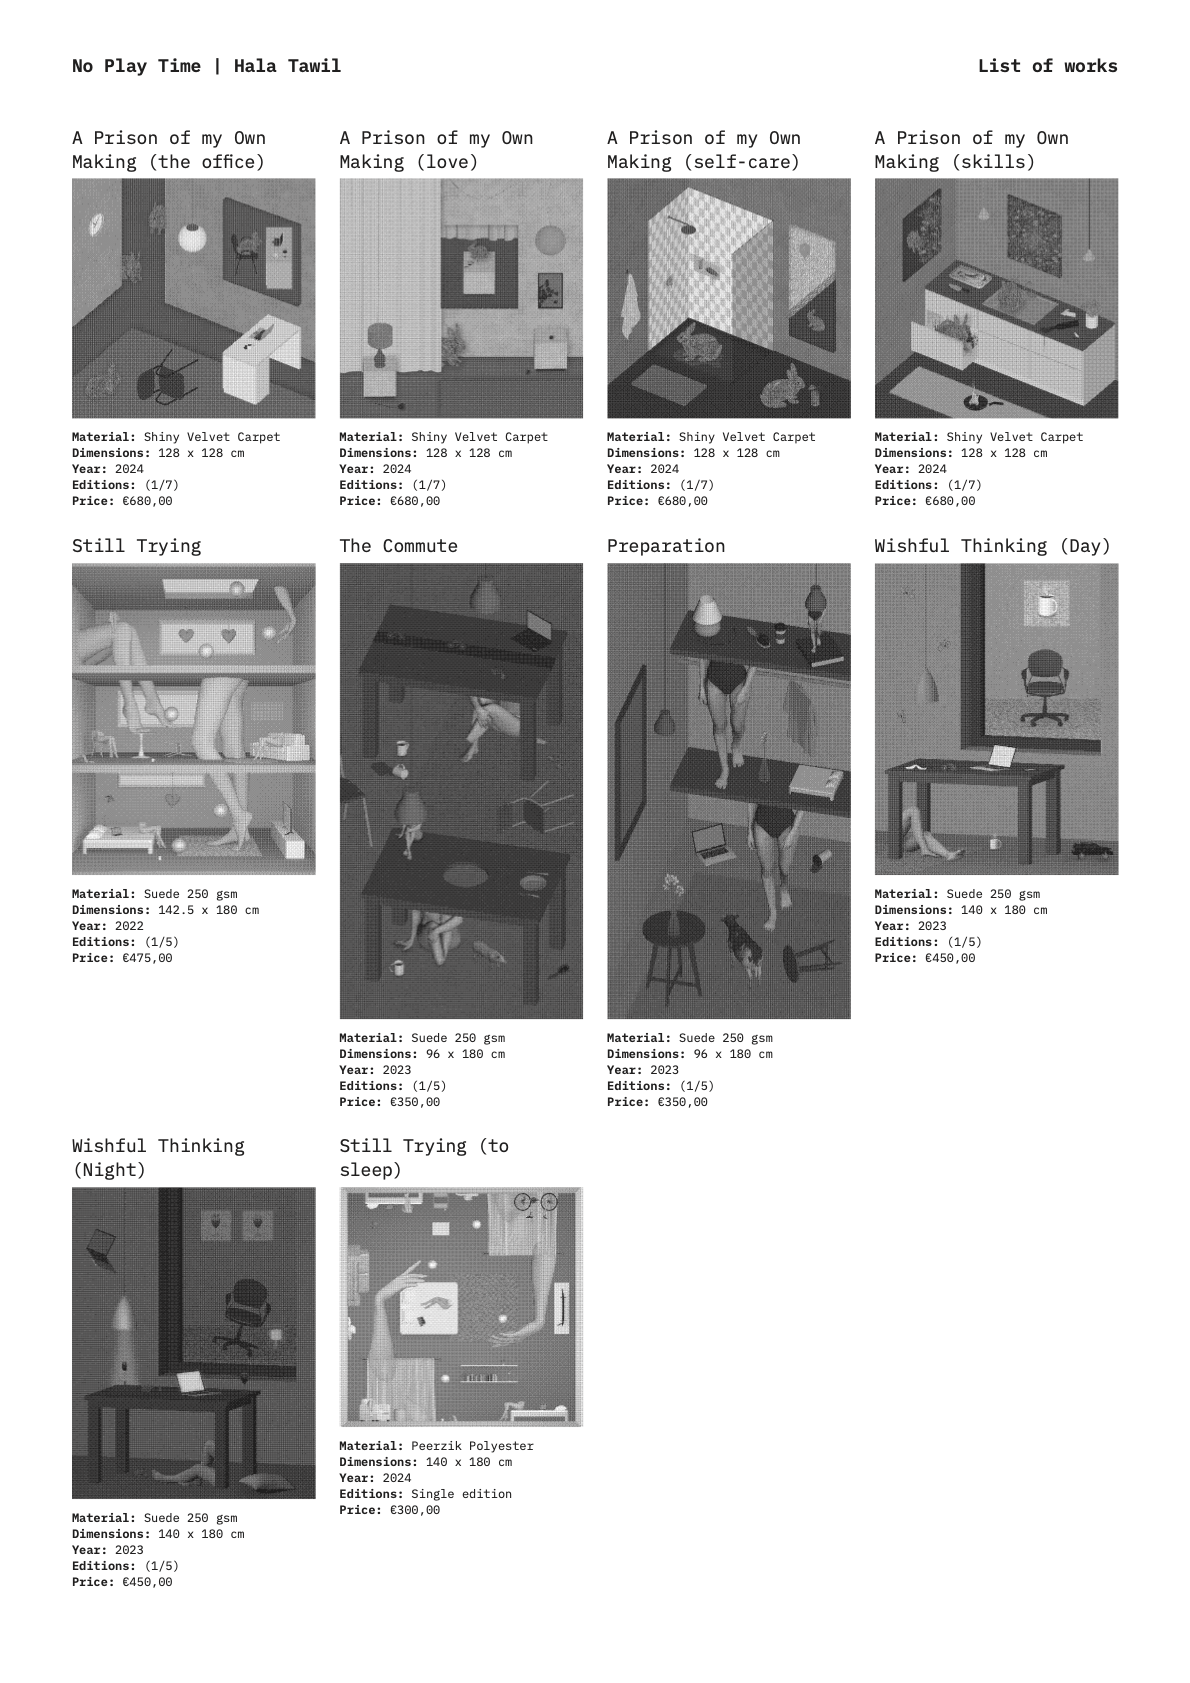 No Play Time | Hala Tawil
List of works
A Prison of my Own
Making (the office)
Material: Shiny Velvet Carpet
Dimensions: 128 x 128 cm
Year: 2024
Editions: (1/7)
Price: €680,00
A Prison of my Own
Making (love)
Material: Shiny Velvet Carpet
Dimensions: 128 x 128 cm
Year: 2024
Editions: (1/7)
Price: €680,00
A Prison of my Own
Making (self-care)
Material: Shiny Velvet Carpet
Dimensions: 128 x 128 cm
Year: 2024
Editions: (1/7)
Price: €680,00
A Prison of my Own
Making (skills)
Material: Shiny Velvet Carpet
Dimensions: 128 x 128 cm
Year: 2024
Editions: (1/7)
Price: €680,00
Still Trying
Material: Suede 250 gsm
Dimensions: 142.5 x 180 cm
Year: 2022
Editions: (1/5)
Price: €475,00
The Commute
Material: Suede 250 gsm
Dimensions: 96 x 180 cm
Year: 2023
Editions: (1/5)
Price: €350,00
Preparation
Material: Suede 250 gsm
Dimensions: 96 x 180 cm
Year: 2023
Editions: (1/5)
Price: €350,00
Wishful Thinking (Day)
Material: Suede 250 gsm
Dimensions: 140 x 180 cm
Year: 2023
Editions: (1/5)
Price: €450,00
Wishful Thinking
(Night)
Material: Suede 250 gsm
Dimensions: 140 x 180 cm
Year: 2023
Editions: (1/5)
Price: €450,00
Still Trying (to
sleep)
Material: Peerzik Polyester
Dimensions: 140 x 180 cm
Year: 2024
Editions: Single edition
Price: €300,00